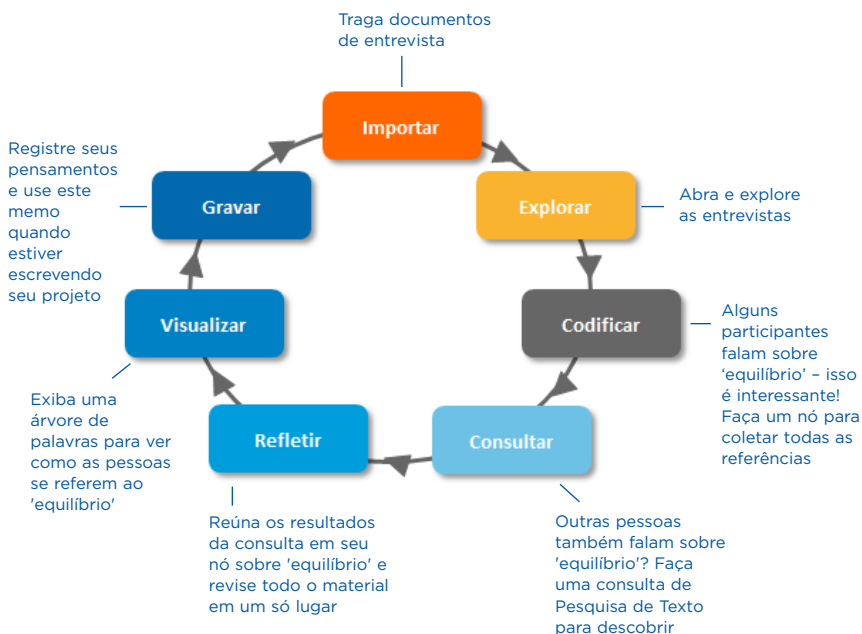 Traga documentos
de entrevista
Importar
Explorar
Abra e explore
as entrevistas
Codificar
Alguns
participantes
falam sobre
‘equilíbrio’ – isso
é interessante!
Faça um nó para
coletar todas as
referências
Consultar
Outras pessoas
também falam sobre
'equilíbrio'? Faça
uma consulta de
Pesquisa de Texto
para descobrir
Refletir
Reúna os resultados
da consulta em seu
nó sobre 'equilíbrio' e
revise todo o material
em um só lugar
Visualizar
Exiba uma
árvore de
palavras para ver
como as pessoas
se referem ao
'equilíbrio'
Gravar
Registre seus
pensamentos
e use este
memo
quando
estiver
escrevendo
seu projeto